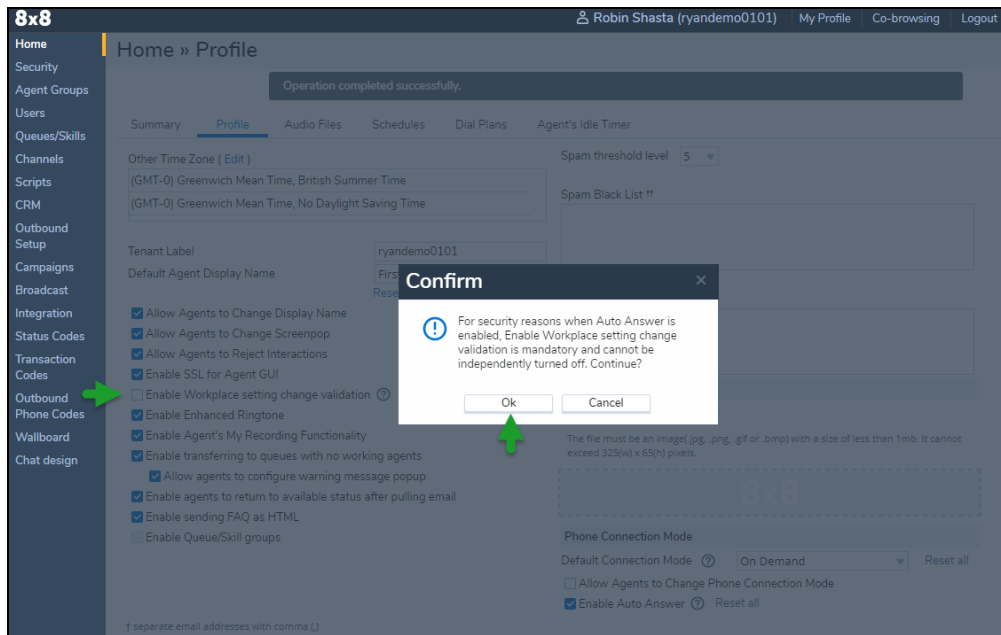 8x8
Robin Shasta (ryandemo0101) My Profile Co-browsing Logout
Home
Security
Agent Groups
Users
Queues/Skills
Channels
Scripts
CRM
Outbound
Setup
Campaigns
Broadcast
Integration
Status Codes
Transaction
Codes
Outbound
Phone Codes
Wallboard
Chat design
Home » Profile
Operation completed successfully.
Summary Profile Audio Files Schedules Dial Plans Agent's Idle Timer
Other Time Zone ( Edit )
(GMT-0) Greenwich Mean Time, British Summer Time
(GMT-0) Greenwich Mean Time, No Daylight Saving Time
Tenant Label ryandemo0101
Default Agent Display Name
Allow Agents to Change Display Name
Allow Agents to Change Screenpop
Allow Agents to Reject Interactions
Enable SSL for Agent GUI
Enable Workplace setting change validation
Enable Enhanced Ringtone
Enable Agent's My Recording Functionality
Enable transferring to queues with no working agents
Allow agents to configure warning message popup
Enable agents to return to available status after pulling email
Enable sending FAQ as HTML
Enable Queue/Skill groups
† separate email addresses with comma (,)
Spam threshold level 5
Spam Black List ††
Confirm
For security reasons when Auto Answer is
enabled, Enable Workplace setting change
validation is mandatory and cannot be
independently turned off. Continue?
Ok Cancel
The file must be an image(.jpg, .png, .gif or .bmp) with a size of less than 1mb. It cannot
exceed 325(w) x 65(h) pixels.
8x8
Phone Connection Mode
Default Connection Mode ? On Demand Reset all
Allow Agents to Change Phone Connection Mode
Enable Auto Answer ? Reset all